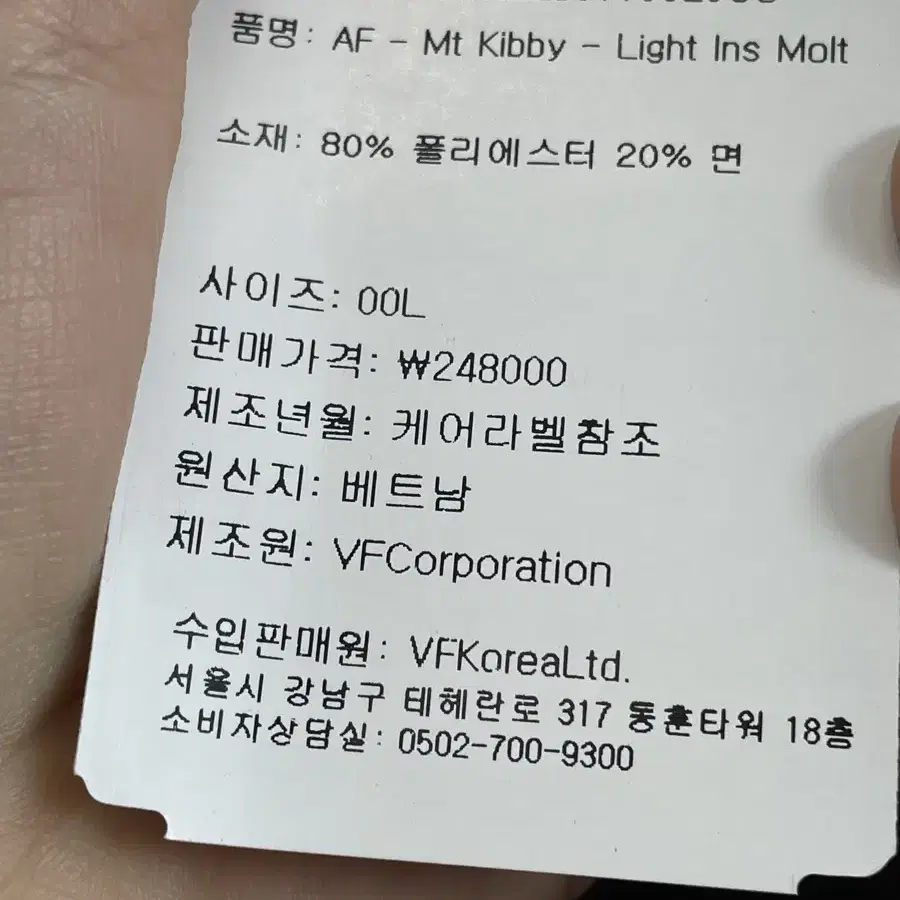 품명: AF - Mt Kibby - Light Ins Molt
소재: 80% 폴리에스터 20% 면
사이즈: 00L
판매가격: ₩248000
제조년월: 케어라벨참조
원산지: 베트남
제조원: VFCorporation
수입판매원: VFKoreaLtd.
서울시 강남구 테헤란로 317 동훈타워 18층
소비자상담실: 0502-700-9300